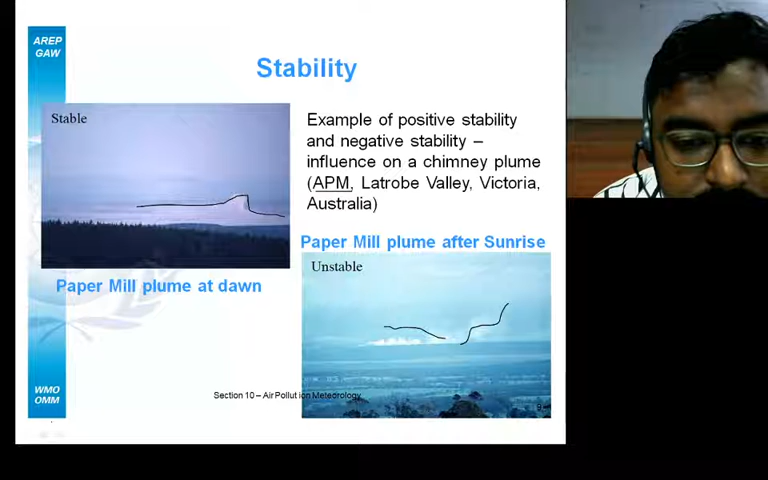 AREP
GAW
Stability
Stable
Example of positive stability
and negative stability –
influence on a chimney plume
(APM, Latrobe Valley, Victoria,
Australia)
Paper Mill plume after Sunrise
Unstable
Paper Mill plume at dawn
WMO
OMM
Section 10 – Air Pollution Meteorology
9